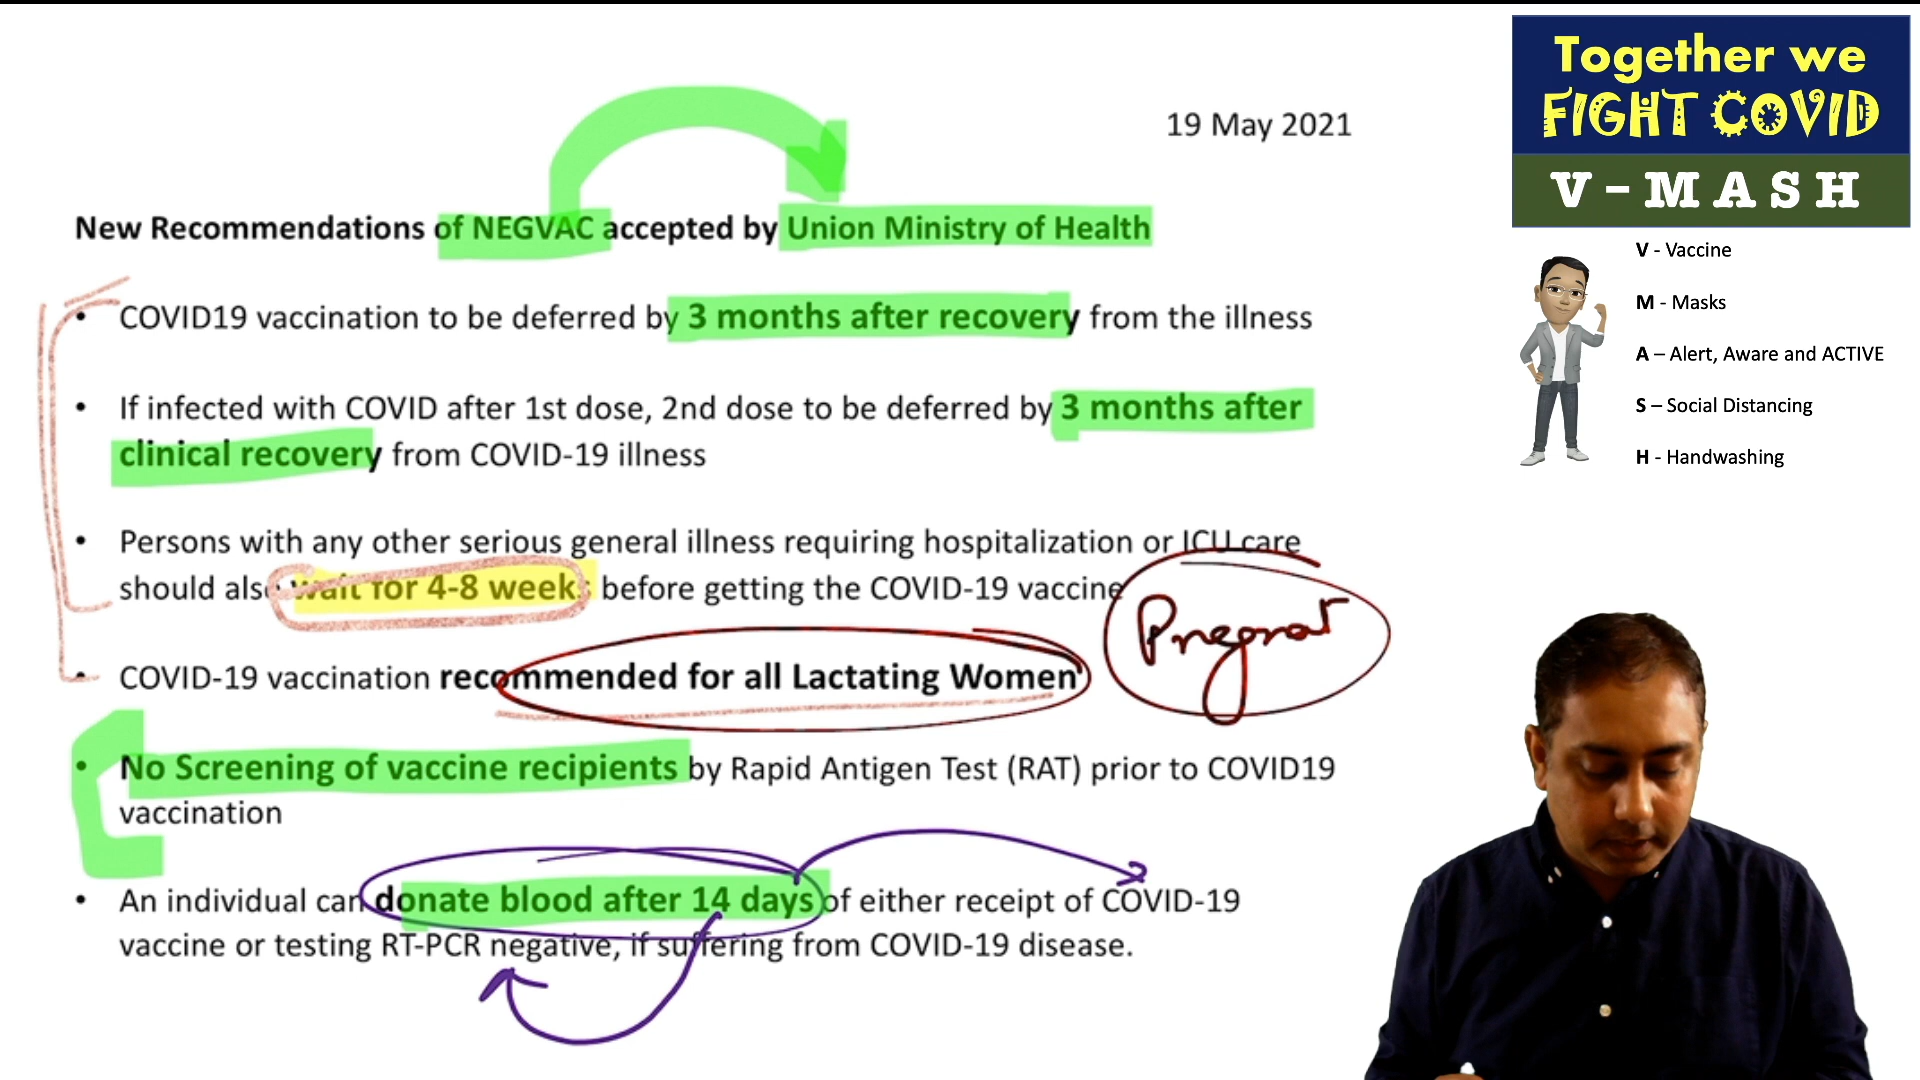 19 May 2021
New Recommendations of NEGVAC accepted by Union Ministry of Health
• COVID19 vaccination to be deferred by 3 months after recovery from the illness
• If infected with COVID after 1st dose, 2nd dose to be deferred by 3 months after
clinical recovery from COVID-19 illness
• Persons with any other serious general illness requiring hospitalization or ICU care
should also wait for 4-8 weeks before getting the COVID-19 vaccine
• COVID-19 vaccination recommended for all Lactating Women
Pregnat
• No Screening of vaccine recipients by Rapid Antigen Test (RAT) prior to COVID19
vaccination
• An individual can donate blood after 14 days of either receipt of COVID-19
vaccine or testing RT-PCR negative, if suffering from COVID-19 disease.
Together we
FIGHT COVID
V - M A S H
V - Vaccine
M - Masks
A – Alert, Aware and ACTIVE
S – Social Distancing
H - Handwashing